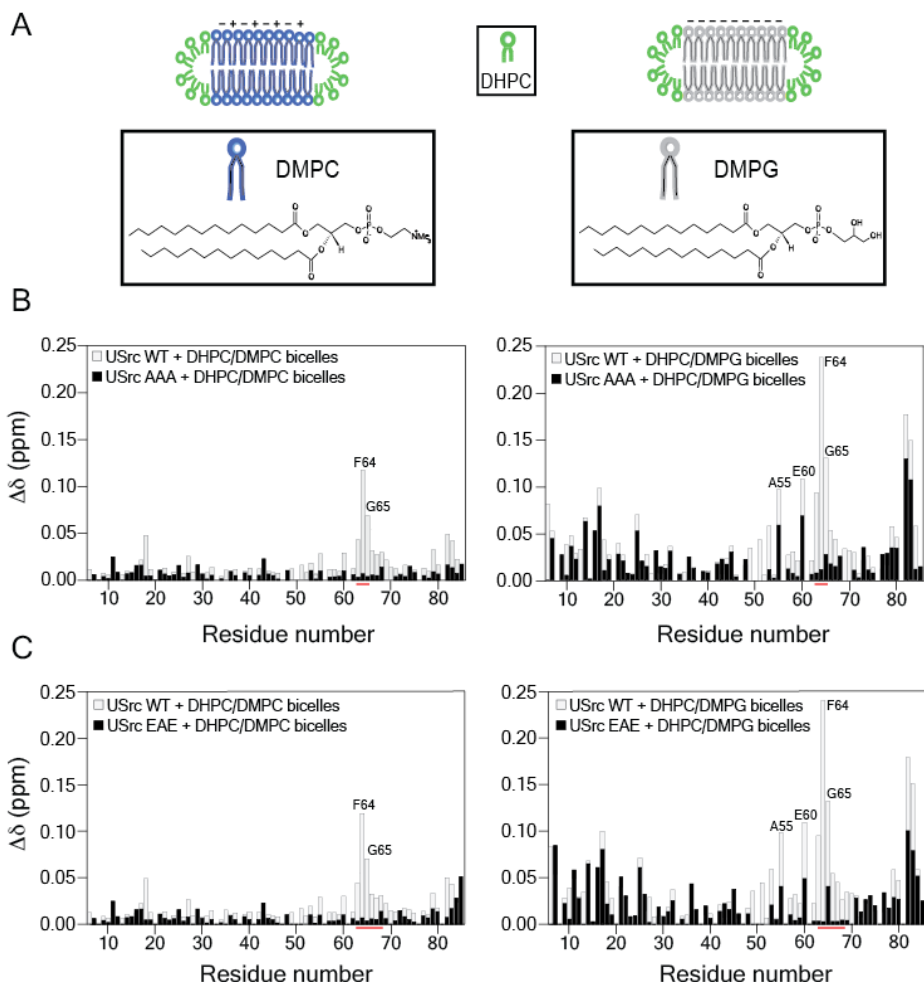 A
- + - + - + - +
- - - - - - - - - -
DHPC
DMPC
DMPG
O
O
O
O
H
O
P
O-
O
NMe3
+
O
O
O
O
H
O
P
O-
O
OH
OH
B
0.25
0.20
0.15
0.10
0.05
0.00
Δδ (ppm)
USrc WT + DHPC/DMPC bicelles
USrc AAA + DHPC/DMPC bicelles
F64
G65
10 20 30 40 50 60 70 80
Residue number
0.25
0.20
0.15
0.10
0.05
0.00
USrc WT + DHPC/DMPG bicelles
USrc AAA + DHPC/DMPG bicelles
F64
G65
E60
A55
10 20 30 40 50 60 70 80
Residue number
C
0.25
0.20
0.15
0.10
0.05
0.00
Δδ (ppm)
USrc WT + DHPC/DMPC bicelles
USrc EAE + DHPC/DMPC bicelles
F64
G65
10 20 30 40 50 60 70 80
Residue number
0.25
0.20
0.15
0.10
0.05
0.00
USrc WT + DHPC/DMPG bicelles
USrc EAE + DHPC/DMPG bicelles
F64
G65
E60
A55
10 20 30 40 50 60 70 80
Residue number